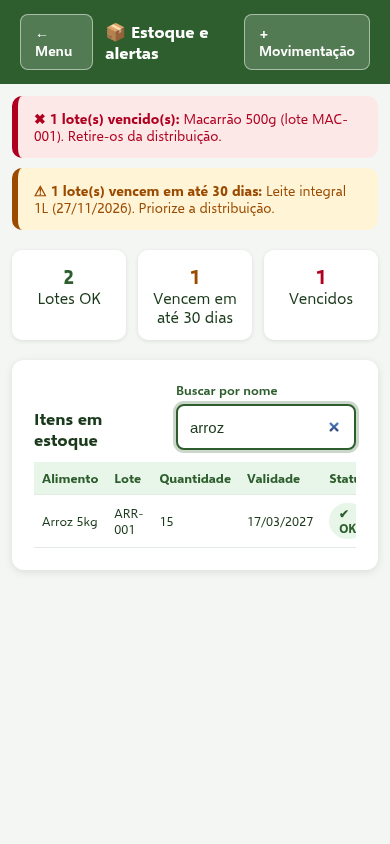 ← Menu
📦 Estoque e alertas
+ Movimentação
✖ 1 lote(s) vencido(s): Macarrão 500g (lote MAC-
001). Retire-os da distribuição.
⚠ 1 lote(s) vencem em até 30 dias: Leite integral
1L (27/11/2026). Priorize a distribuição.
2
Lotes OK
1
Vencem em
até 30 dias
1
Vencidos
Itens em
estoque
Buscar por nome
arroz ×
Alimento Lote Quantidade Validade Statu
Arroz 5kg ARR-001 15 17/03/2027 ✔ OK